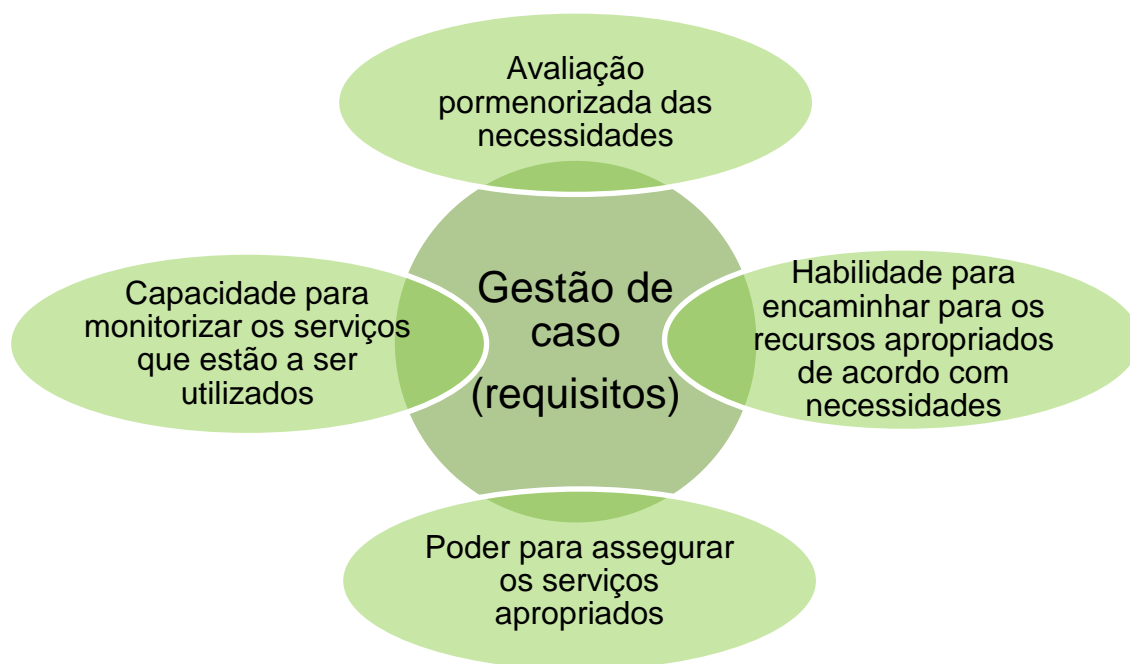 Avaliação
pormenorizada das
necessidades
Gestão de
caso
(requisitos)
Habilidade para
encaminhar para os
recursos apropriados
de acordo com
necessidades
Poder para assegurar
os serviços
apropriados
Capacidade para
monitorizar os serviços
que estão a ser
utilizados